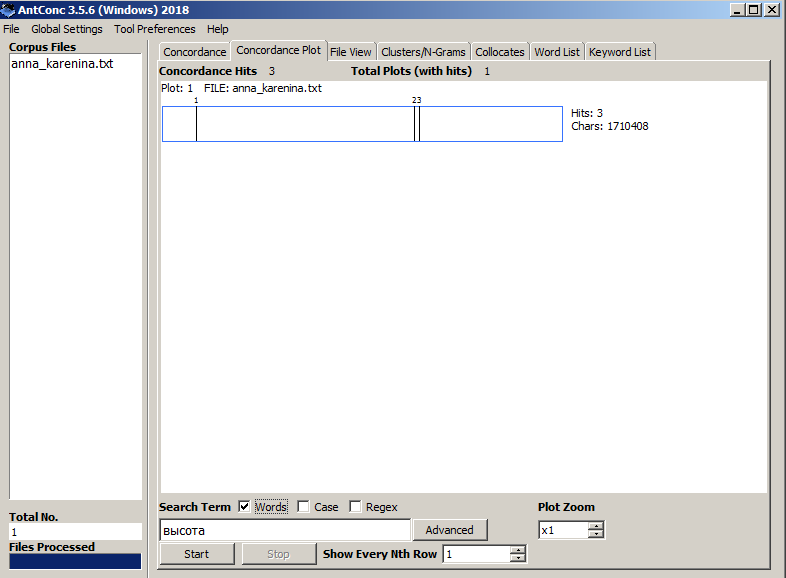 AntConc 3.5.6 (Windows) 2018
File Global Settings Tool Preferences Help
Corpus Files
anna_karenina.txt
Concordance Concordance Plot File View Clusters/N-Grams Collocates Word List Keyword List
Concordance Hits 3 Total Plots (with hits) 1
Plot: 1 FILE: anna_karenina.txt
1 23
Hits: 3
Chars: 1710408
Total No.
1
Files Processed
Search Term Words Case Regex Plot Zoom
высота Advanced x1
Start Stop Show Every Nth Row 1